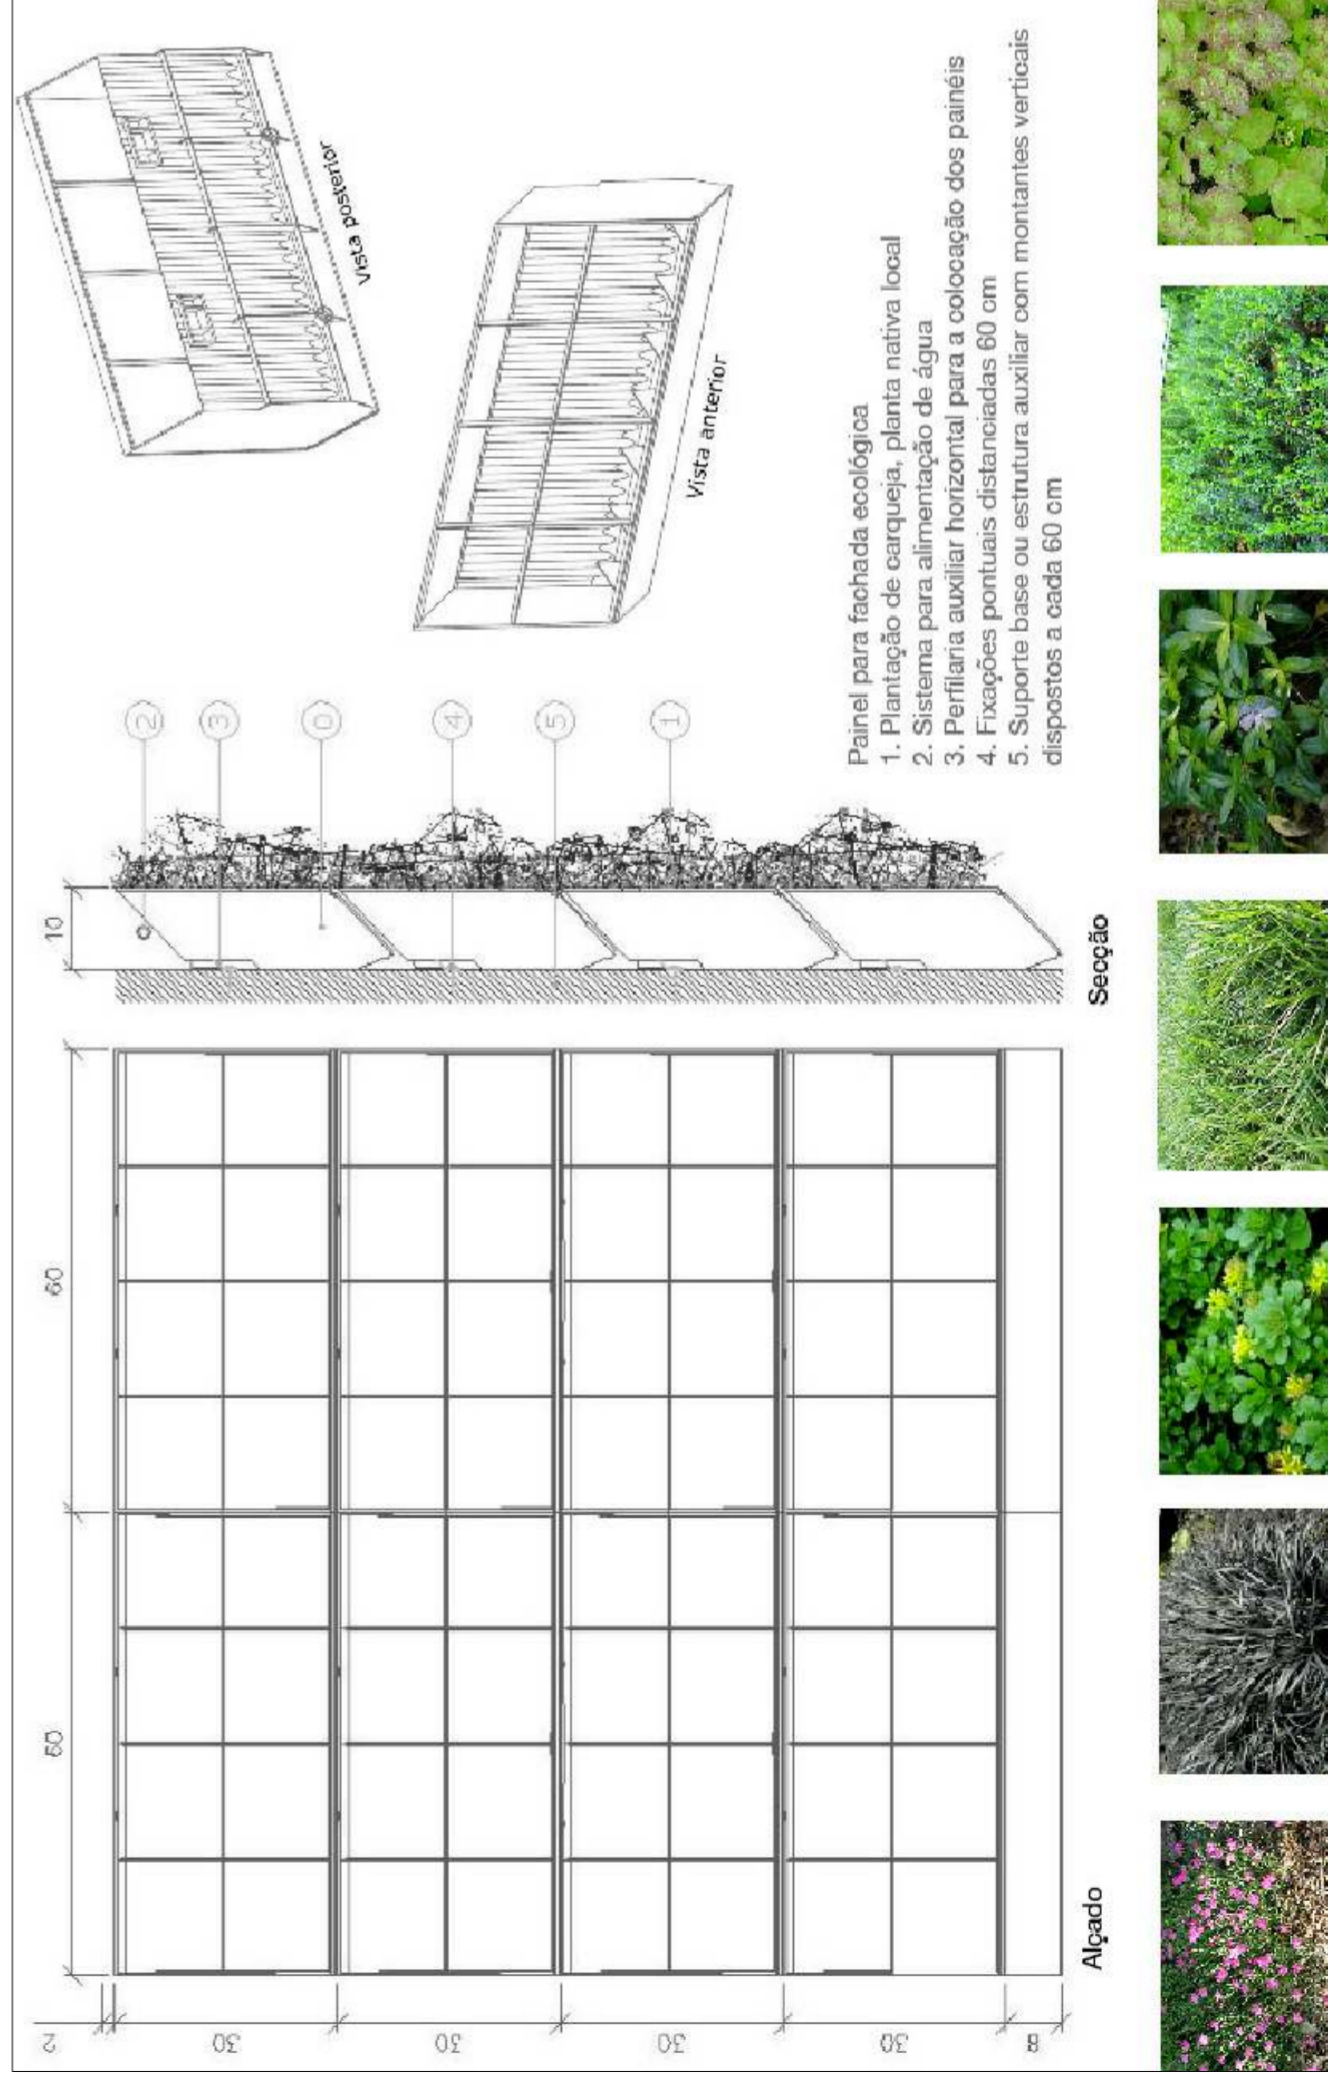 2
30
30
30
30
8
60
60
Alçado
10
2
3
0
4
5
1
Secção
Vista posterior
Vista anterior
Painel para fachada ecológica
1. Plantação de carqueja, planta nativa local
2. Sistema para alimentação de água
3. Perfilaria auxiliar horizontal para a colocação dos painéis
4. Fixações pontuais distanciadas 60 cm
5. Suporte base ou estrutura auxiliar com montantes verticais
dispostos a cada 60 cm